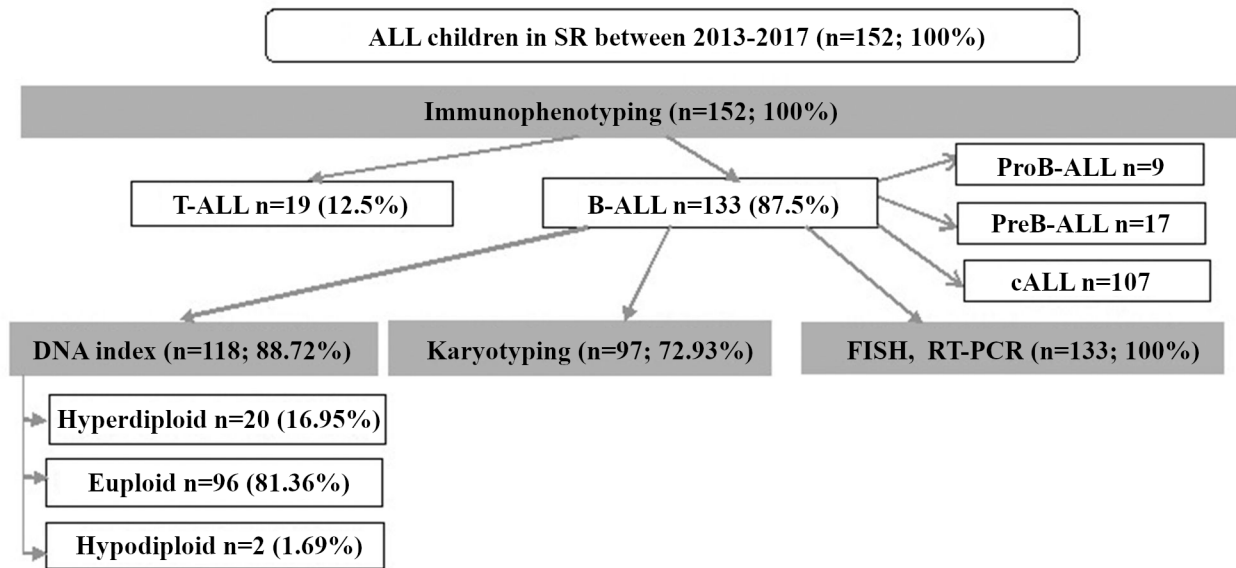 ALL children in SR between 2013-2017 (n=152; 100%)
Immunophenotyping (n=152; 100%)
T-ALL n=19 (12.5%)
B-ALL n=133 (87.5%)
ProB-ALL n=9
PreB-ALL n=17
cALL n=107
DNA index (n=118; 88.72%)
Karyotyping (n=97; 72.93%)
FISH, RT-PCR (n=133; 100%)
Hyperdiploid n=20 (16.95%)
Euploid n=96 (81.36%)
Hypodiploid n=2 (1.69%)